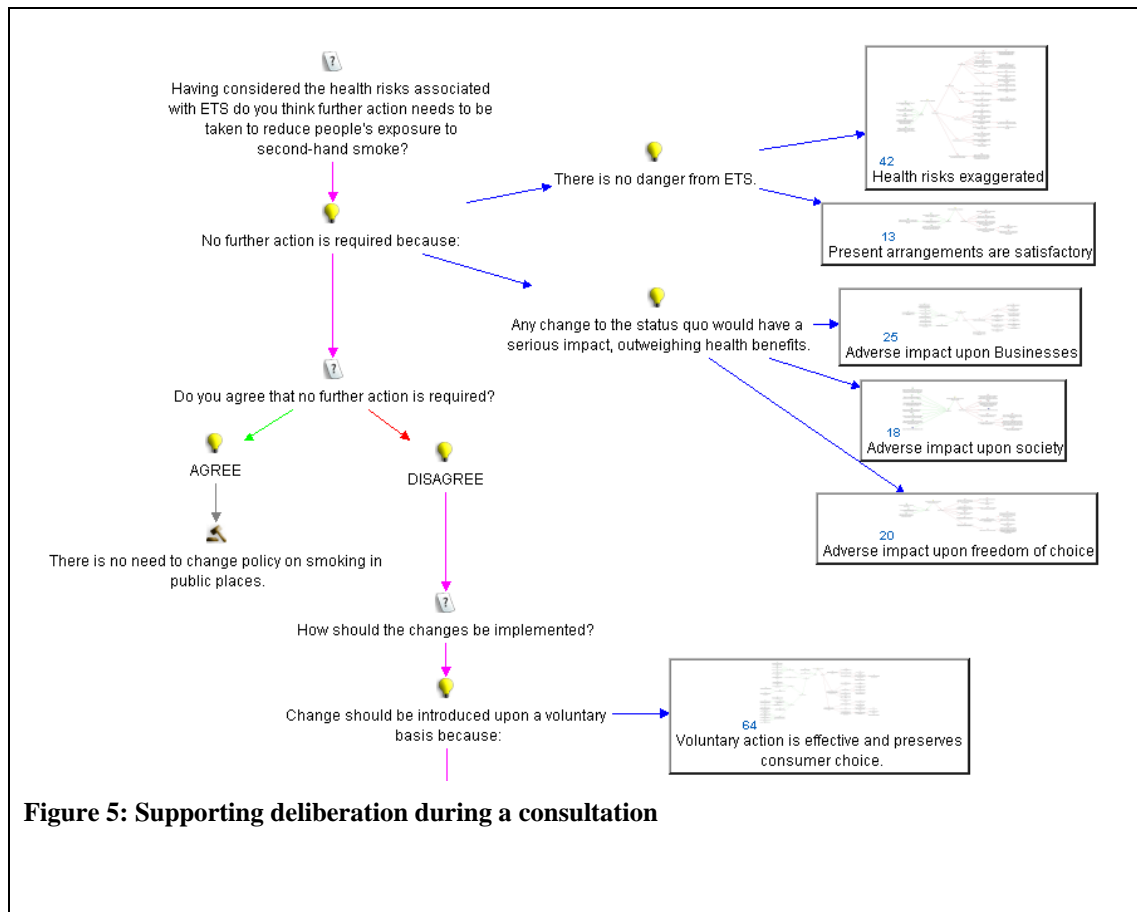 ?
Having considered the health risks associated
with ETS do you think further action needs to be
taken to reduce people's exposure to
second-hand smoke?
There is no danger from ETS.
42
Health risks exaggerated
No further action is required because:
13
Present arrangements are satisfactory
Any change to the status quo would have a
serious impact, outweighing health benefits.
25
Adverse impact upon Businesses
?
Do you agree that no further action is required?
18
Adverse impact upon society
AGREE
DISAGREE
20
Adverse impact upon freedom of choice
There is no need to change policy on smoking in
public places.
?
How should the changes be implemented?
Change should be introduced upon a voluntary
basis because:
64
Voluntary action is effective and preserves
consumer choice.
Figure 5: Supporting deliberation during a consultation